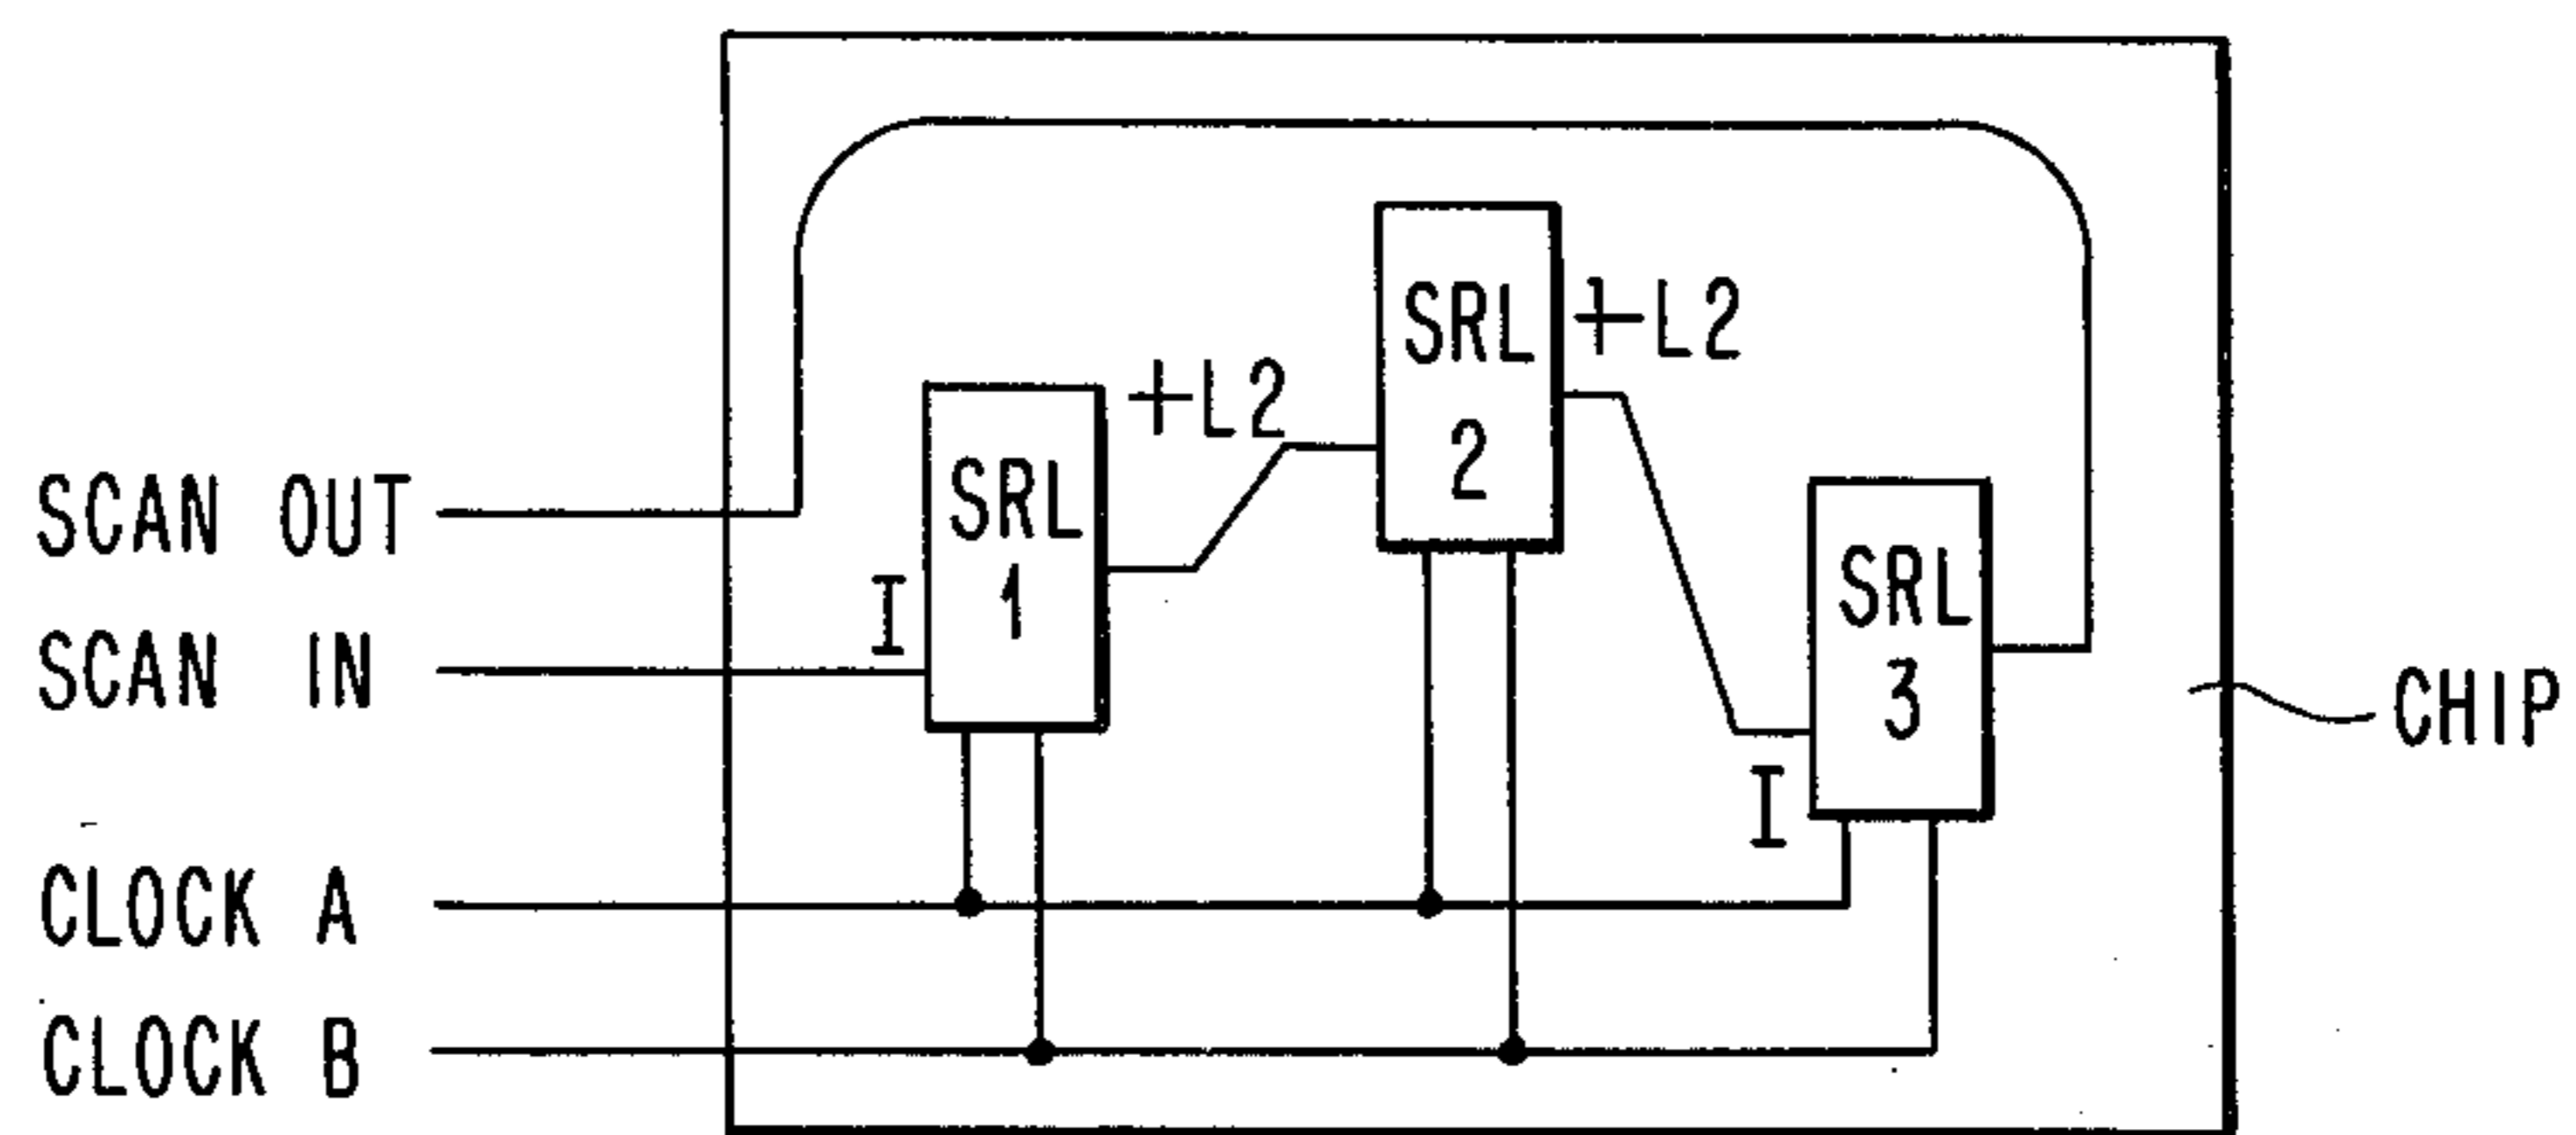 +L2
SRL
2
+L2
SRL
1
SCAN OUT
I
SCAN IN
SRL
3
I
CHIP
CLOCK A
CLOCK B